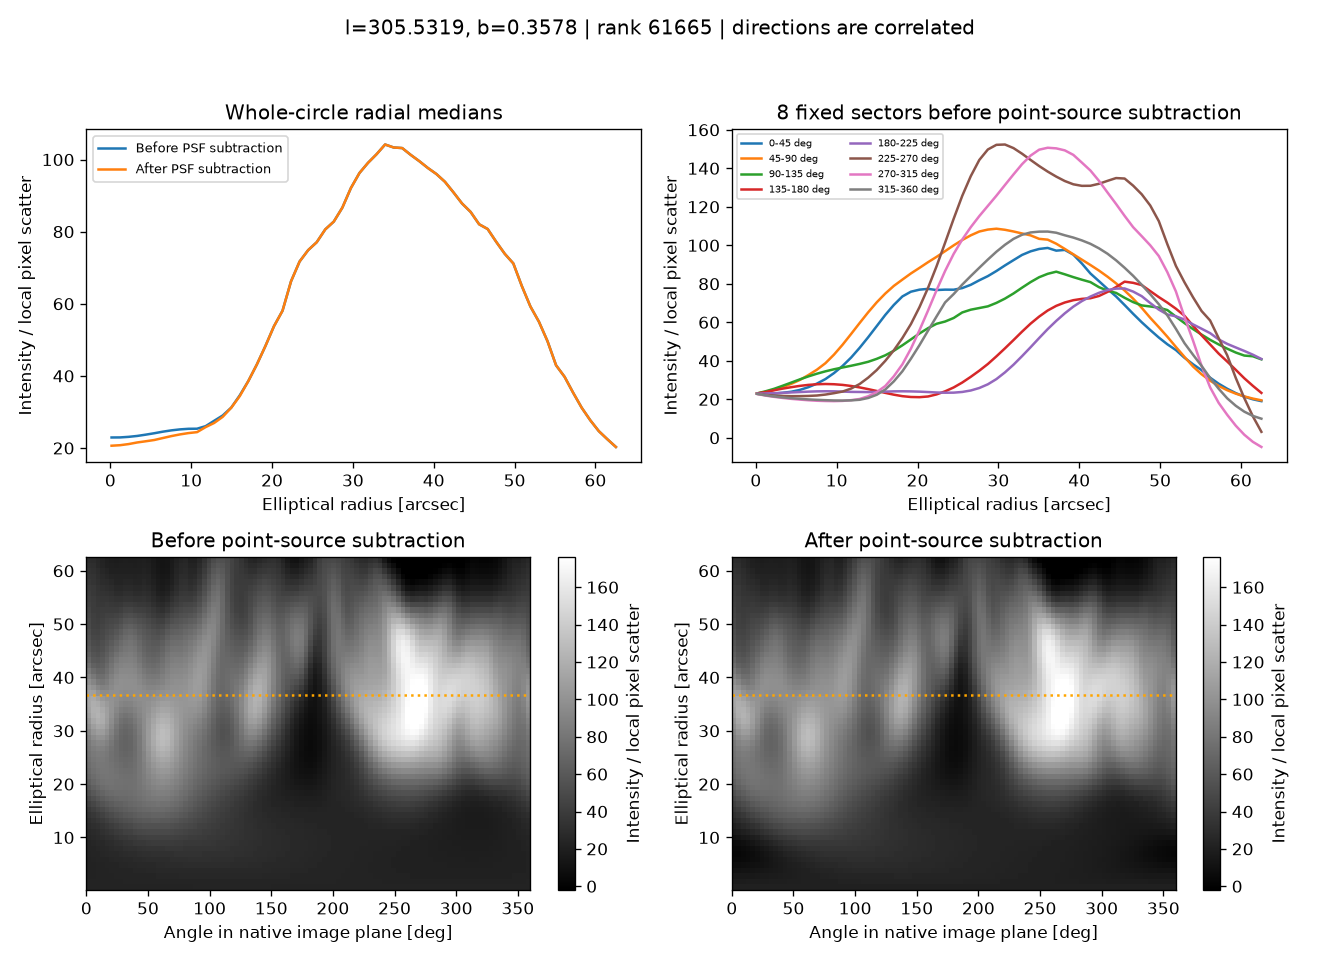 l=305.5319, b=0.3578 | rank 61665 | directions are correlated
Whole-circle radial medians
Intensity / local pixel scatter
100
80
60
40
20
Before PSF subtraction
After PSF subtraction
0 10 20 30 40 50 60
Elliptical radius [arcsec]
8 fixed sectors before point-source subtraction
Intensity / local pixel scatter
160
140
120
100
80
60
40
20
0
0-45 deg
45-90 deg
90-135 deg
135-180 deg
180-225 deg
225-270 deg
270-315 deg
315-360 deg
0 10 20 30 40 50 60
Elliptical radius [arcsec]
Before point-source subtraction
Elliptical radius [arcsec]
60
50
40
30
20
10
0 50 100 150 200 250 300 350
Angle in native image plane [deg]
160
140
120
100
80
60
40
20
0
Intensity / local pixel scatter
After point-source subtraction
Elliptical radius [arcsec]
60
50
40
30
20
10
0 50 100 150 200 250 300 350
Angle in native image plane [deg]
160
140
120
100
80
60
40
20
0
Intensity / local pixel scatter